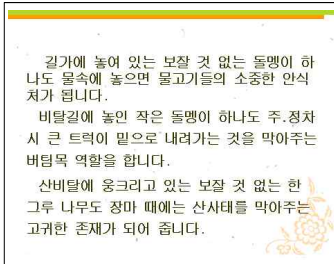 길가에 놓여 있는 보잘 것 없는 돌멩이 하
나도 물속에 놓으면 물고기들의 소중한 안식
처가 됩니다.
비탈길에 놓인 작은 돌멩이 하나도 주.정차
시 큰 트럭이 밑으로 내려가는 것을 막아주는
버팀목 역할을 합니다.
산비탈에 웅크리고 있는 보잘 것 없는 한
그루 나무도 장마 때에는 산사태를 막아주는
고귀한 존재가 되어 줍니다.